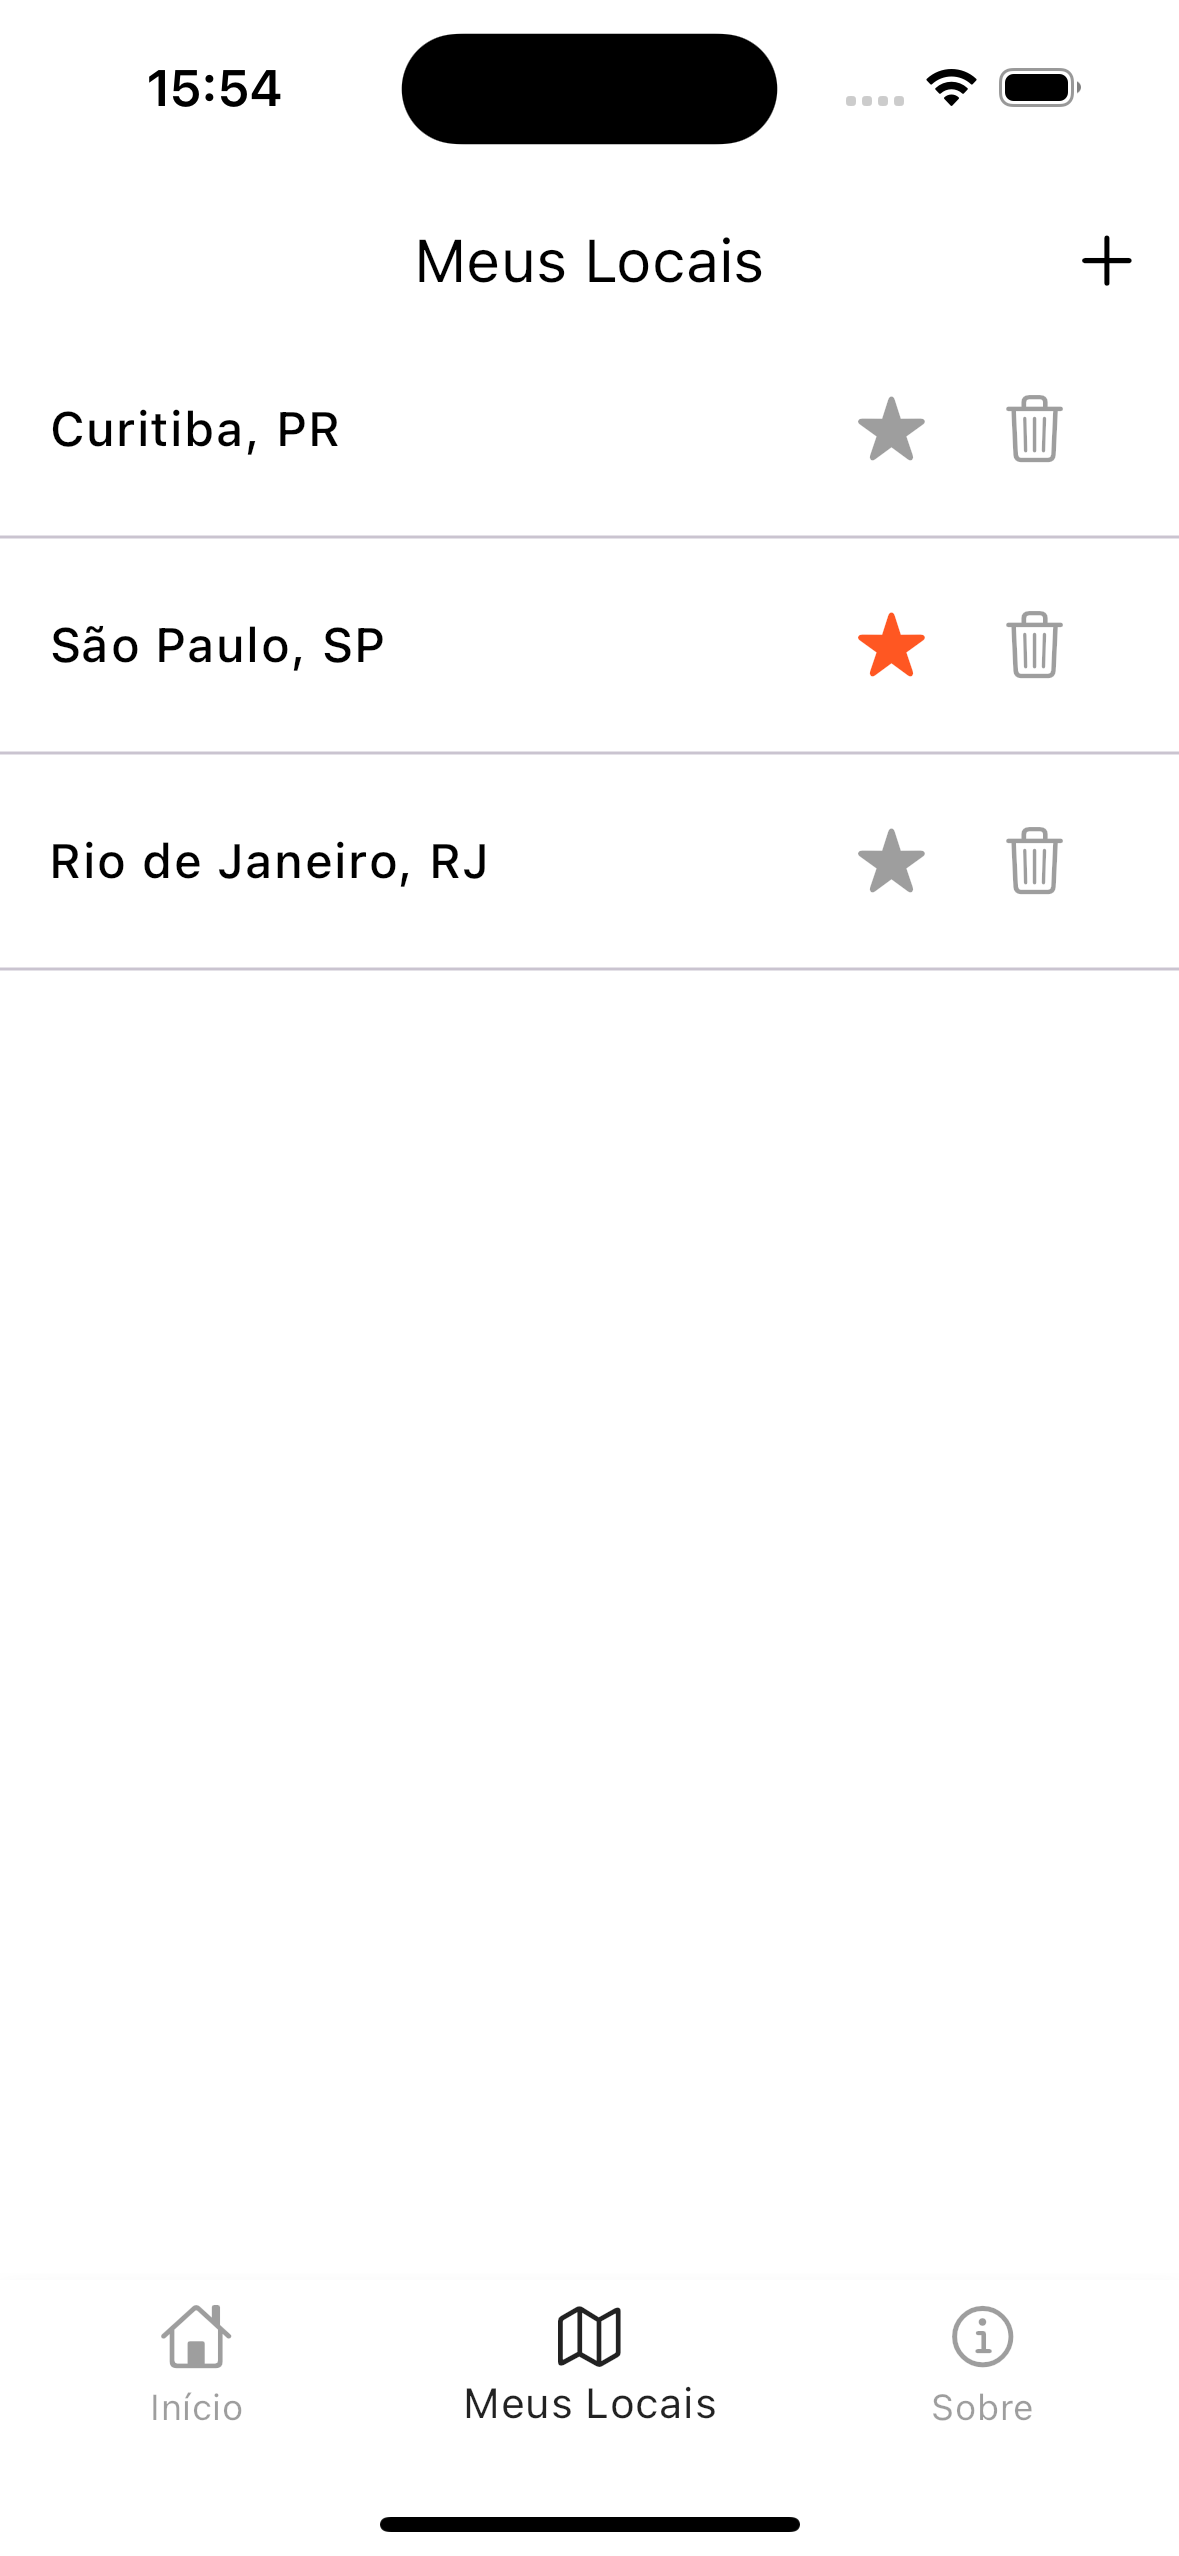 15:54
Meus Locais
Curitiba, PR
São Paulo, SP
Rio de Janeiro, RJ
Início
Meus Locais
Sobre